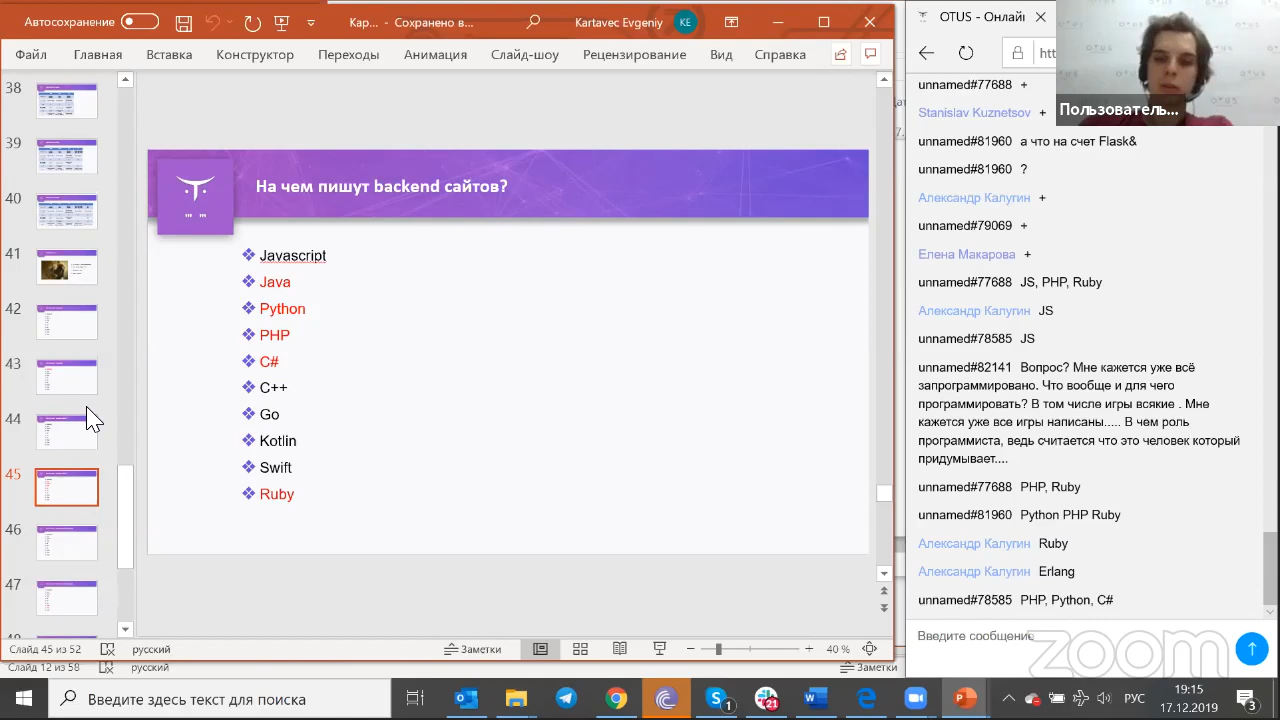 Автосохранение
Кар... - Сохранено в...
Kartavec Evgeniy
KE
Файл
Главная
Вставка
Конструктор
Переходы
Анимация
Слайд-шоу
Рецензирование
Вид
Справка
38
39
40
41
42
43
44
45
46
47
На чем пишут backend сайтов?
Javascript
Java
Python
PHP
C#
C++
Go
Kotlin
Swift
Ruby
Заметки
Слайд 45 из 52
русский
40 %
Слайд 12 из 58
русский
Заметки
OTUS - Онлай
htt
Пользователь...
unnamed#77688 +
Stanislav Kuznetsov +
unnamed#81960 а что на счет Flask&
unnamed#81960 ?
Александр Калугин +
unnamed#79069 +
Елена Макарова +
unnamed#77688 JS, PHP, Ruby
Александр Калугин JS
unnamed#78585 JS
unnamed#82141 Вопрос? Мне кажется уже всё
запрограммировано. Что вообще и для чего
программировать? В том числе игры всякие . Мне
кажется уже все игры написаны..... В чем роль
программиста, ведь считается что это человек который
придумывает....
unnamed#77688 PHP, Ruby
unnamed#81960 Python PHP Ruby
Александр Калугин Ruby
Александр Калугин Erlang
unnamed#78585 PHP, Python, C#
Введите сообщение
zoom
Введите здесь текст для поиска
1
21
РУС
19:15
17.12.2019
3